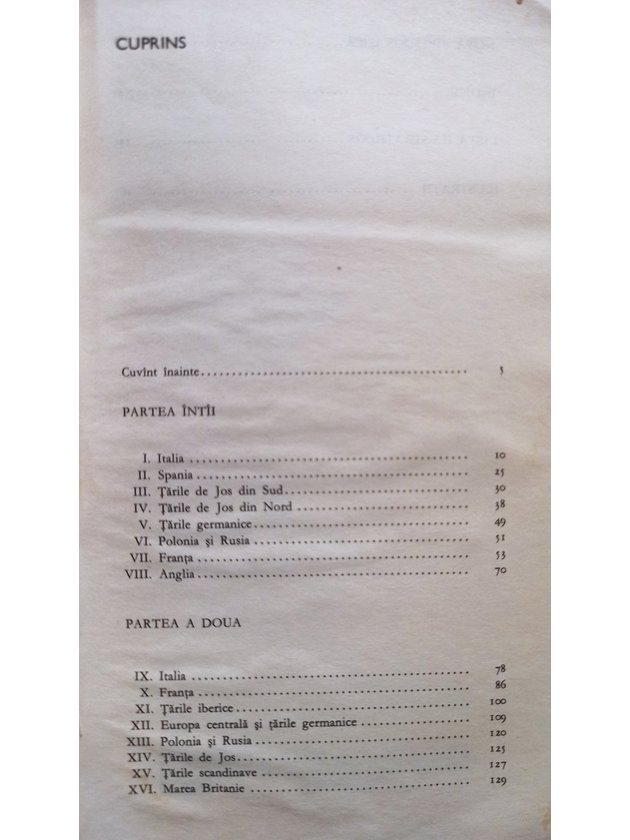 CUPRINS
Cuvînt înainte........................................... 5
PARTEA ÎNTÎI
I. Italia ............................................. 10
II. Spania............................................ 25
III. Țările de Jos din Sud.............................. 30
IV. Țările de Jos din Nord ............................ 38
V. Țările germanice................................... 49
VI. Polonia și Rusia................................... 51
VII. Franța............................................ 53
VIII. Anglia............................................ 70
PARTEA A DOUA
IX. Italia ............................................. 78
X. Franța............................................. 86
XI. Țările iberice ..................................... 100
XII. Europa centrală și țările germanice .................. 109
XIII. Polonia și Rusia................................... 120
XIV. Țările de Jos...................................... 125
XV. Țările scandinave .................................. 127
XVI. Marea Britanie .................................... 129